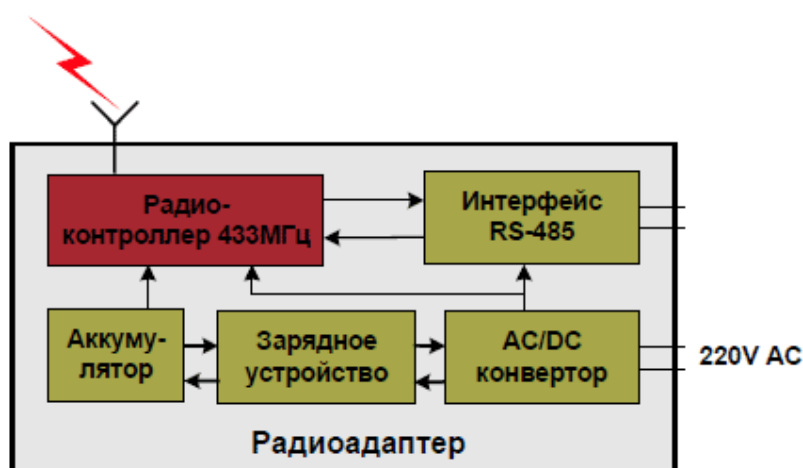 Радио-
контроллер 433МГц
Интерфейс
RS-485
Аккуму-
лятор
Зарядное
устройство
AC/DC
конвертор
220V AC
Радиоадаптер